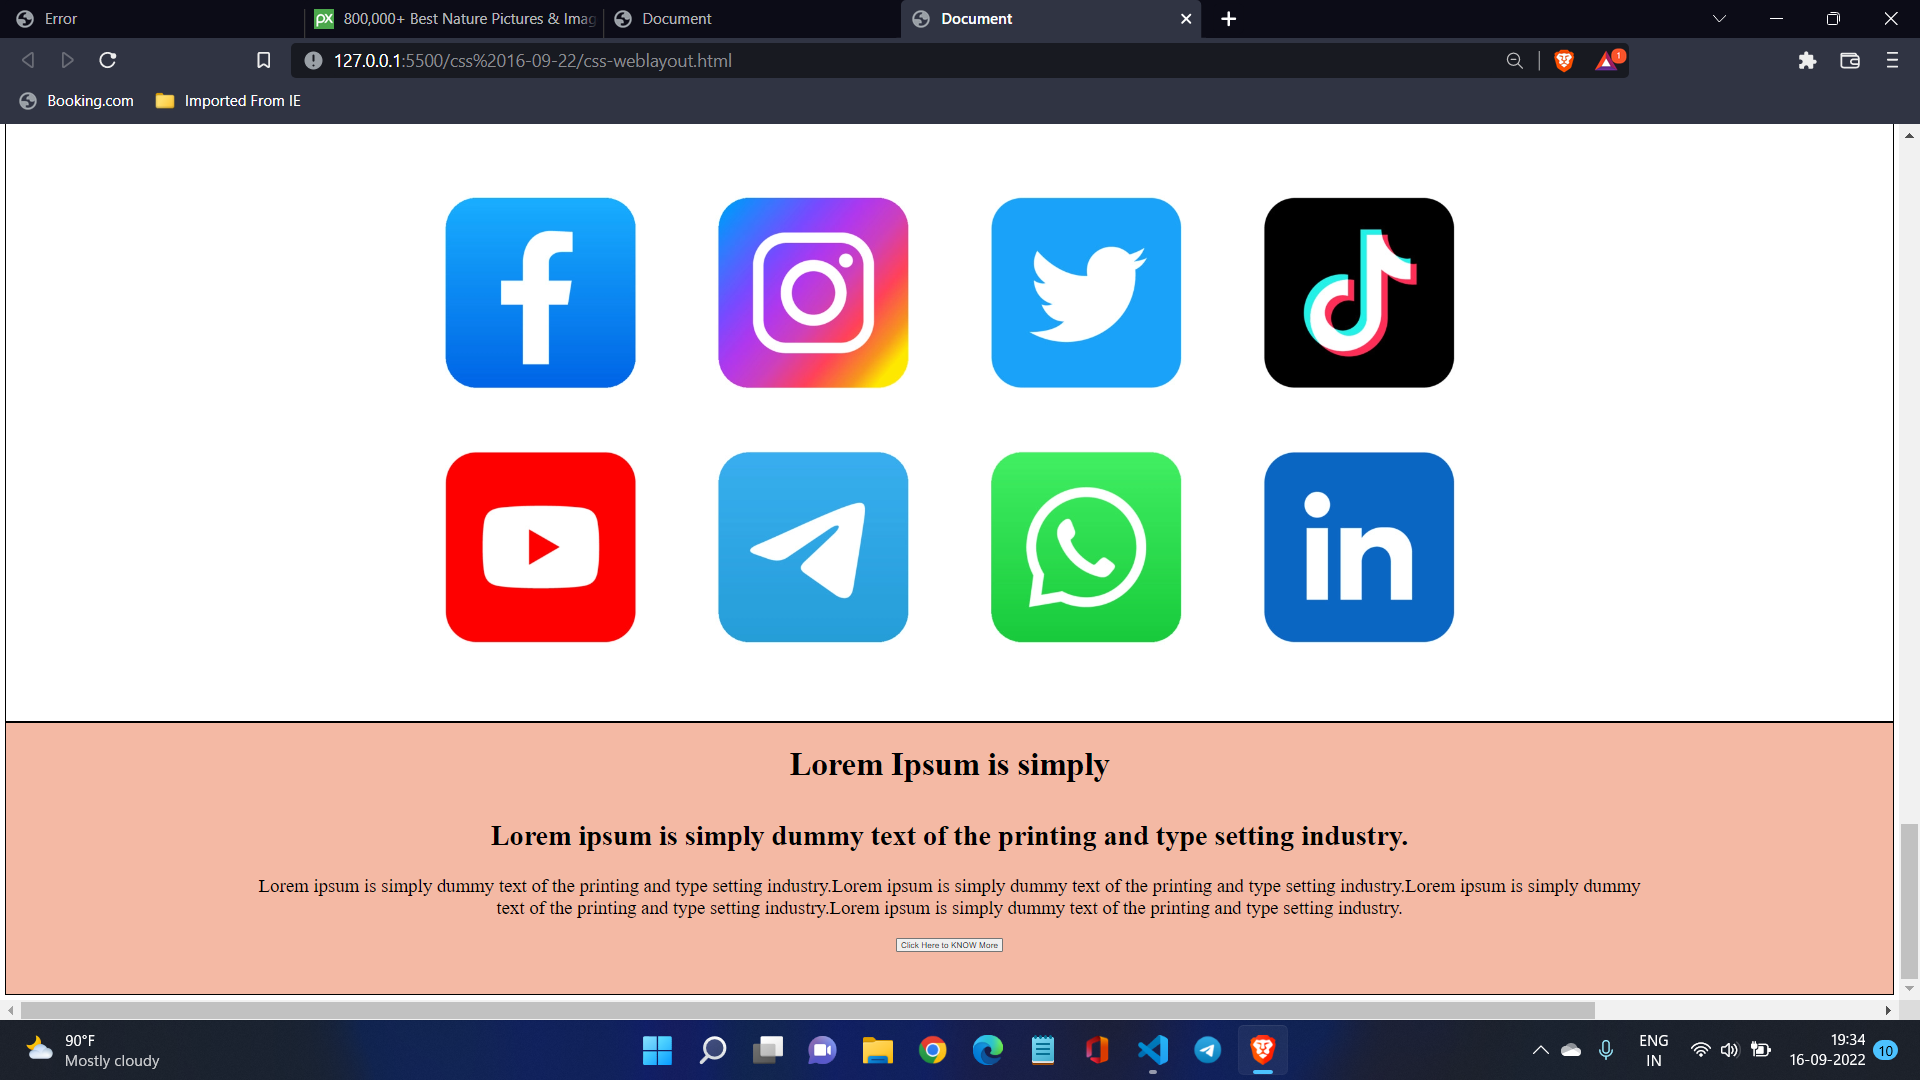 Error
px 800,000+ Best Nature Pictures & Imag
Document
Document
127.0.0.1:5500/css%2016-09-22/css-weblayout.html
1
Booking.com
Imported From IE
f
in
Lorem Ipsum is simply
Lorem ipsum is simply dummy text of the printing and type setting industry.
Lorem ipsum is simply dummy text of the printing and type setting industry.Lorem ipsum is simply dummy text of the printing and type setting industry.Lorem ipsum is simply dummy
text of the printing and type setting industry.Lorem ipsum is simply dummy text of the printing and type setting industry.
Click Here to KNOW More
90°F
Mostly cloudy
ENG
IN
19:34
16-09-2022
10